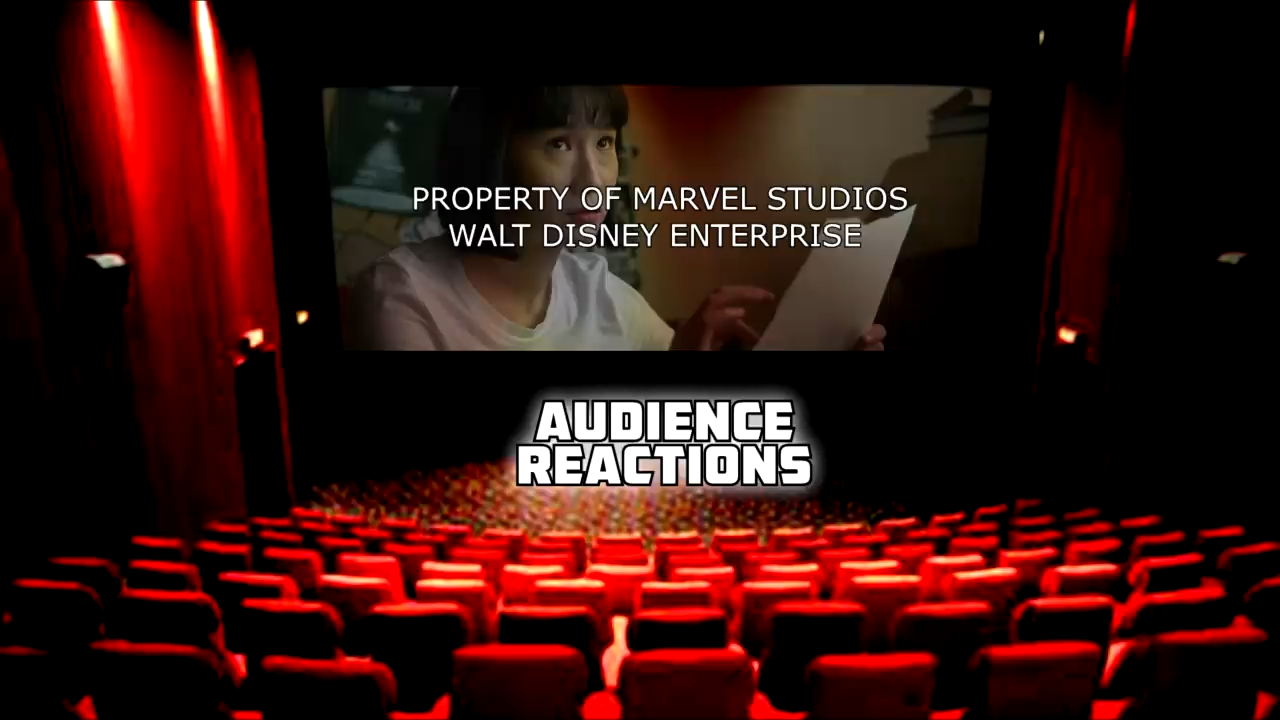 PROPERTY OF MARVEL STUDIOS
WALT DISNEY ENTERPRISE
AUDIENCE
REACTIONS